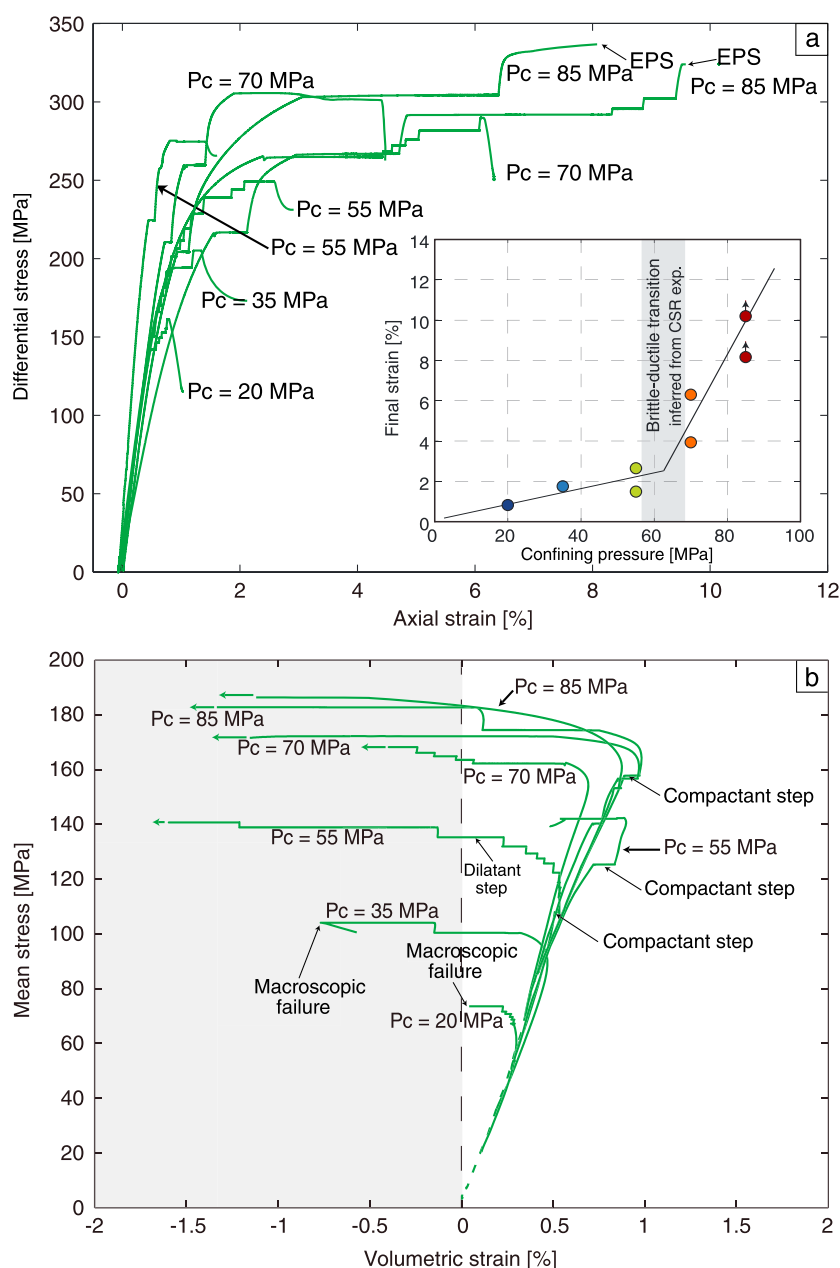 350
300
250
200
150
100
50
0
Differential stress [MPa]
a
Pc = 70 MPa
EPS
Pc = 85 MPa
EPS
Pc = 85 MPa
Pc = 70 MPa
Pc = 55 MPa
Pc = 55 MPa
Pc = 35 MPa
Pc = 20 MPa
14
12
10
8
6
4
2
0
Final strain [%]
Brittle-ductile transition
inferred from CSR exp.
0 20 40 60 80 100
Confining pressure [MPa]
0 2 4 6 8 10 12
Axial strain [%]
200
180
160
140
120
100
80
60
40
20
0
Mean stress [MPa]
b
Pc = 85 MPa
Pc = 85 MPa
Pc = 70 MPa
Pc = 70 MPa
Compactant step
Pc = 55 MPa
Pc = 55 MPa
Dilatant
step
Compactant step
Pc = 35 MPa
Compactant step
Macroscopic
failure
Macroscopic
failure
Pc = 20 MPa
-2 -1.5 -1 -0.5 0 0.5 1 1.5 2
Volumetric strain [%]